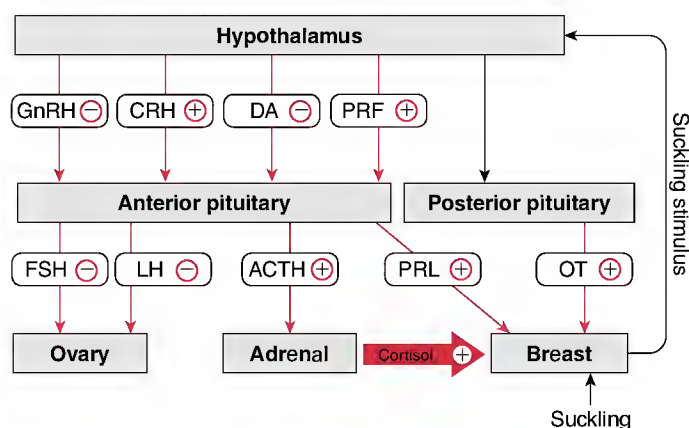 Hypothalamus
GnRH −
CRH +
DA −
PRF +
Anterior pituitary
Posterior pituitary
FSH −
LH −
ACTH +
PRL +
OT +
Ovary
Adrenal
Cortisol +
Breast
Suckling
Suckling stimulus